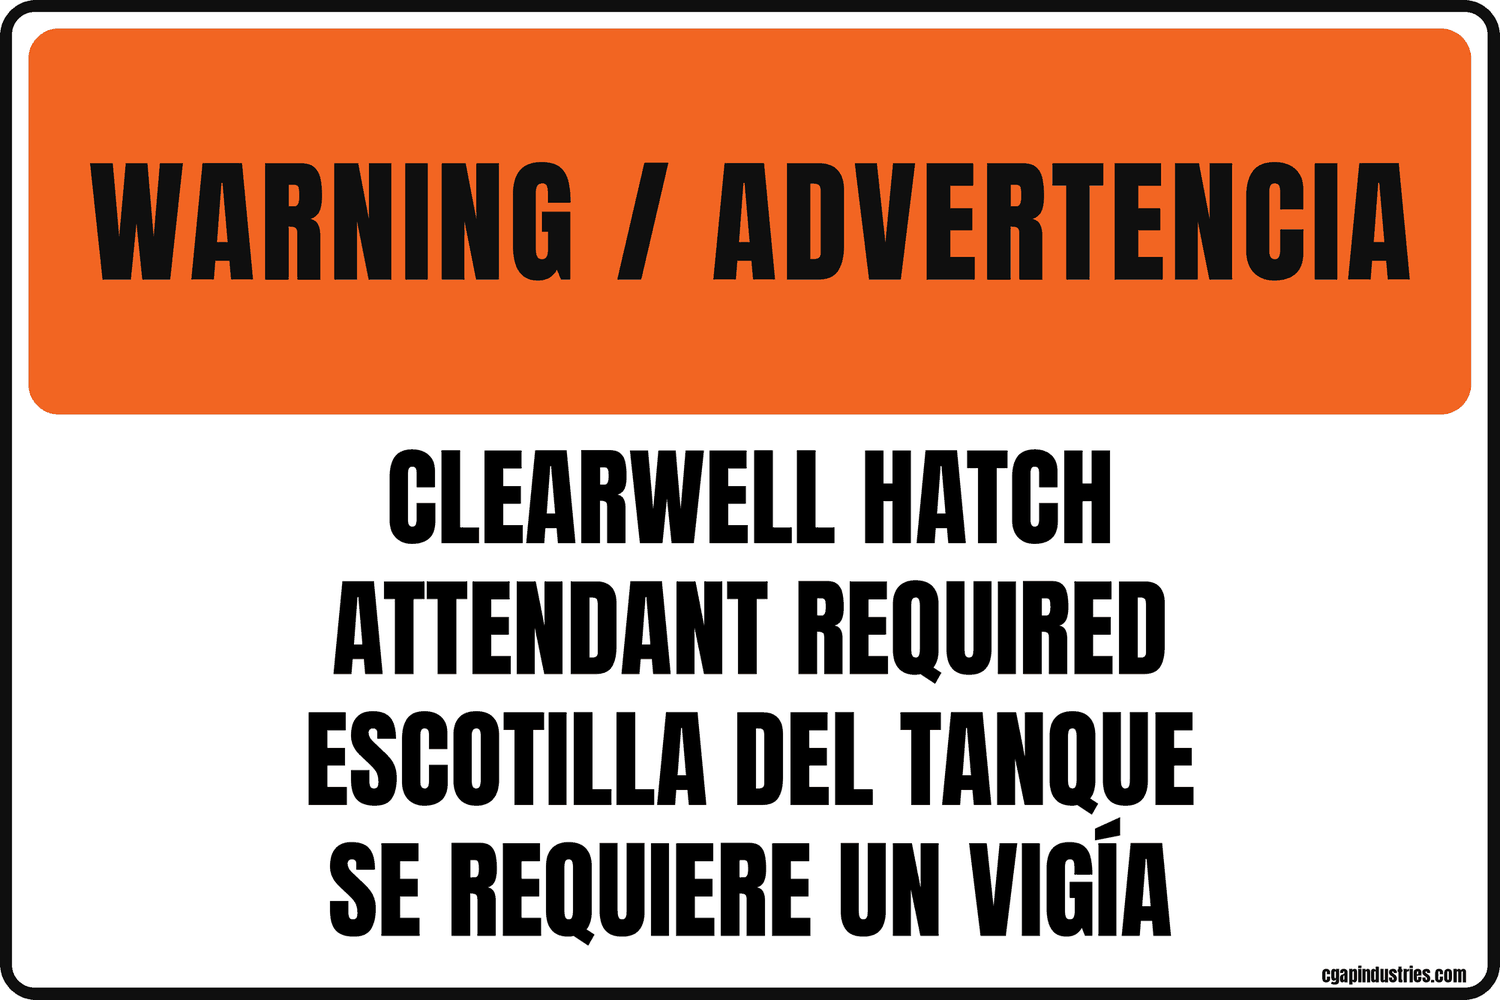 WARNING / ADVERTENCIA
CLEARWELL HATCH
ATTENDANT REQUIRED
ESCOTILLA DEL TANQUE
SE REQUIERE UN VIGÍA
cgapindustries.com